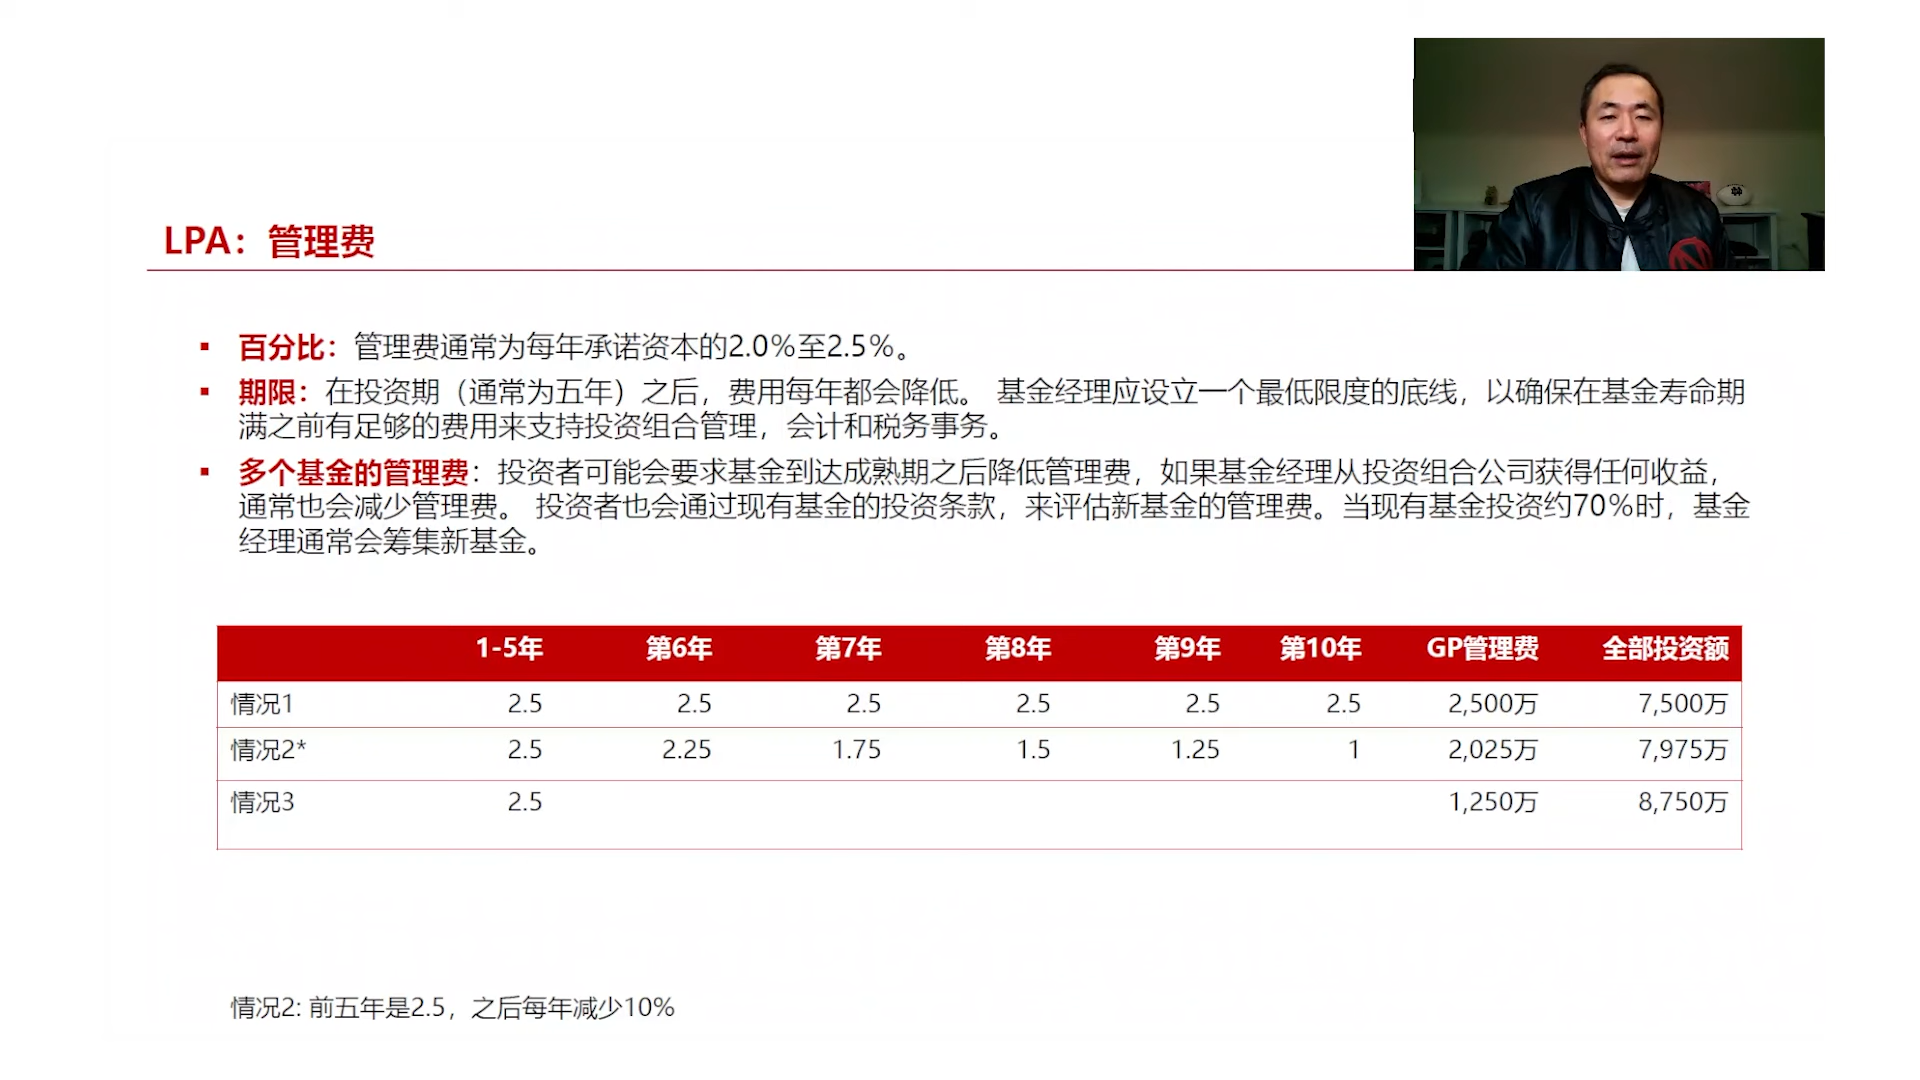 LPA：管理费
▪ 百分比：管理费通常为每年承诺资本的2.0%至2.5%。
▪ 期限：在投资期（通常为五年）之后，费用每年都会降低。 基金经理应设立一个最低限度的底线，以确保在基金寿命期
满之前有足够的费用来支持投资组合管理，会计和税务事务。
▪ 多个基金的管理费：投资者可能会要求基金到达成熟期之后降低管理费，如果基金经理从投资组合公司获得任何收益，
通常也会减少管理费。 投资者也会通过现有基金的投资条款，来评估新基金的管理费。当现有基金投资约70%时，基金
经理通常会筹集新基金。
1-5年 第6年 第7年 第8年 第9年 第10年 GP管理费 全部投资额
情况1 2.5 2.5 2.5 2.5 2.5 2.5 2,500万 7,500万
情况2* 2.5 2.25 1.75 1.5 1.25 1 2,025万 7,975万
情况3 2.5 1,250万 8,750万
情况2: 前五年是2.5，之后每年减少10%